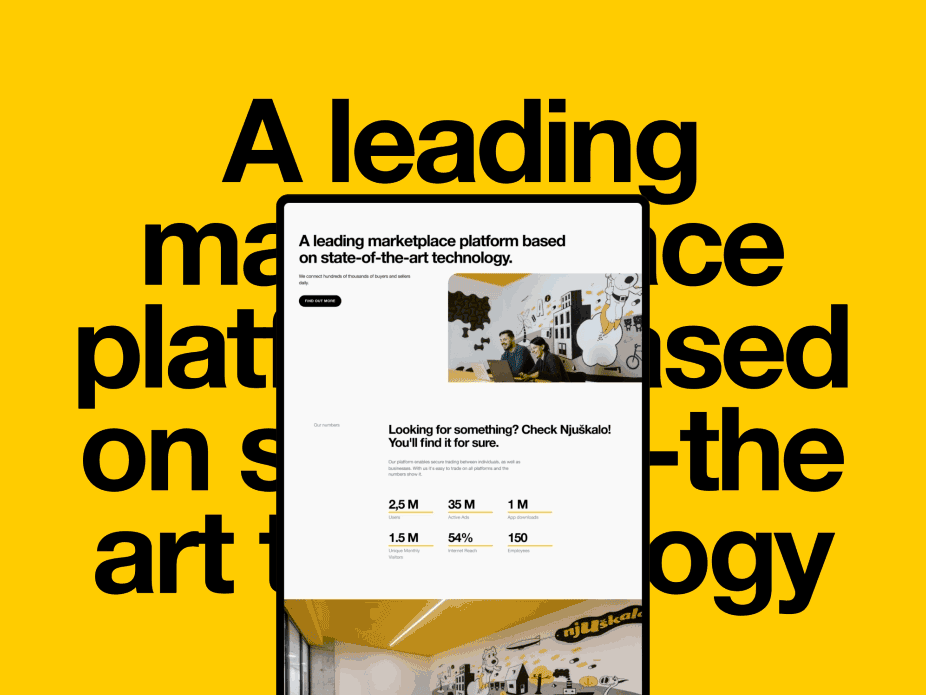 A leading
ma ace
platf ased
on s -the
art t ogy
A leading marketplace platform based
on state-of-the-art technology.
We connect hundreds of thousands of buyers and sellers
daily.
FIND OUT MORE
Our numbers
Looking for something? Check Njuškalo!
You'll find it for sure.
Our platform enables secure trading between individuals, as well as
businesses. With us it's easy to trade on all platforms and the
numbers show it.
2,5 M 35 M 1 M
Users Active Ads App downloads
1.5 M 54% 150
Unique Monthly Internet Reach Employees
Visitors
njuškalo